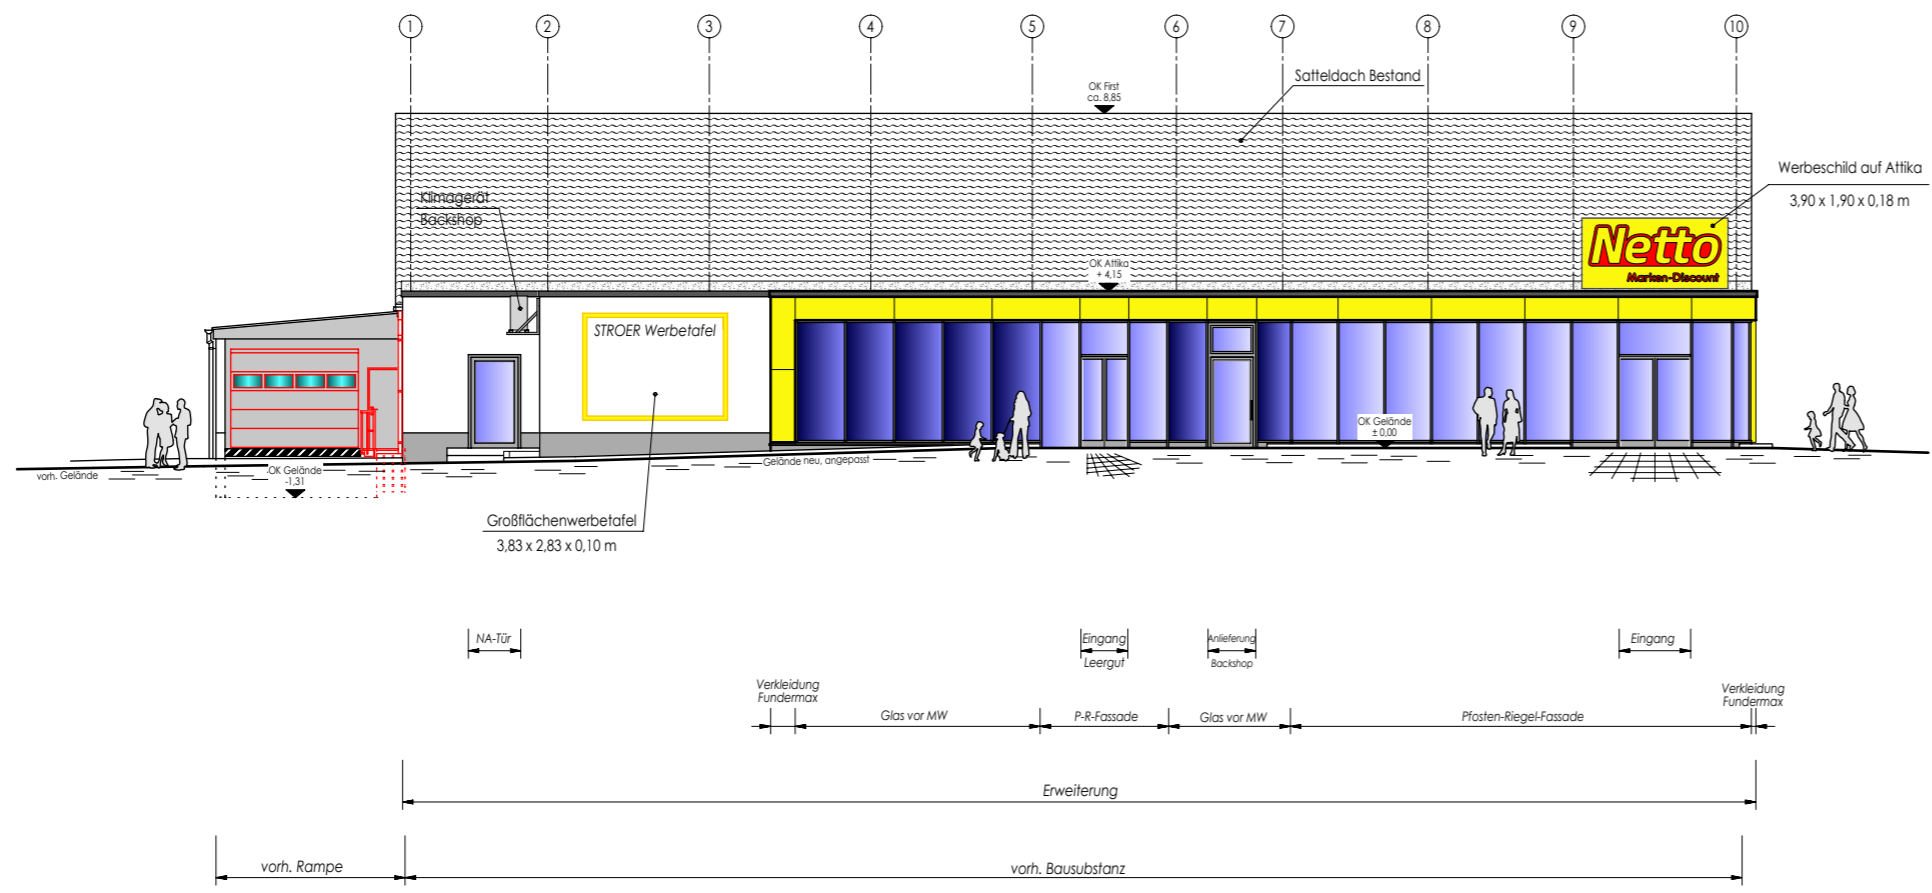 1 2 3 4 5 6 7 8 9 10
Satteldach Bestand
OK First
ca. 8,85
Werbeschild auf Attika
3,90 x 1,90 x 0,18 m
Klimagerät
Backshop
Netto
Marken-Discount
OK Attika
+ 4,15
STROER Werbetafel
OK Gelände
± 0,00
Gelände neu, angepasst
vorh. Gelände
OK Gelände
-1,31
Großflächenwerbetafel
3,83 x 2,83 x 0,10 m
NA-Tür
Eingang
Leergut
Anlieferung
Backshop
Eingang
Verkleidung
Fundermax
Glas vor MW
P-R-Fassade
Glas vor MW
Pfosten-Riegel-Fassade
Verkleidung
Fundermax
Erweiterung
vorh. Rampe
vorh. Bausubstanz